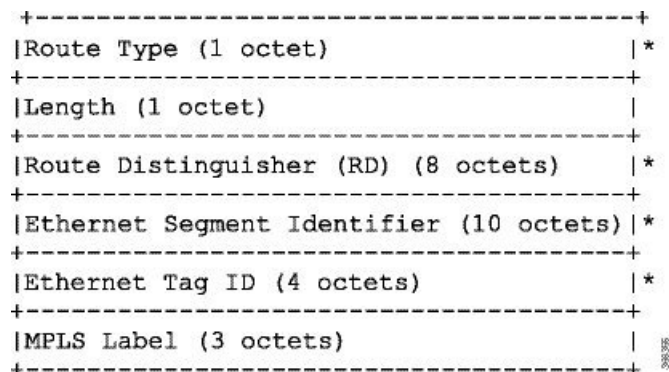 +-------------------------------------+
|Route Type (1 octet) |*
+-------------------------------------+
|Length (1 octet) |
+-------------------------------------+
|Route Distinguisher (RD) (8 octets) |*
+-------------------------------------+
|Ethernet Segment Identifier (10 octets)|*
+-------------------------------------+
|Ethernet Tag ID (4 octets) |*
+-------------------------------------+
|MPLS Label (3 octets) |
+-------------------------------------+